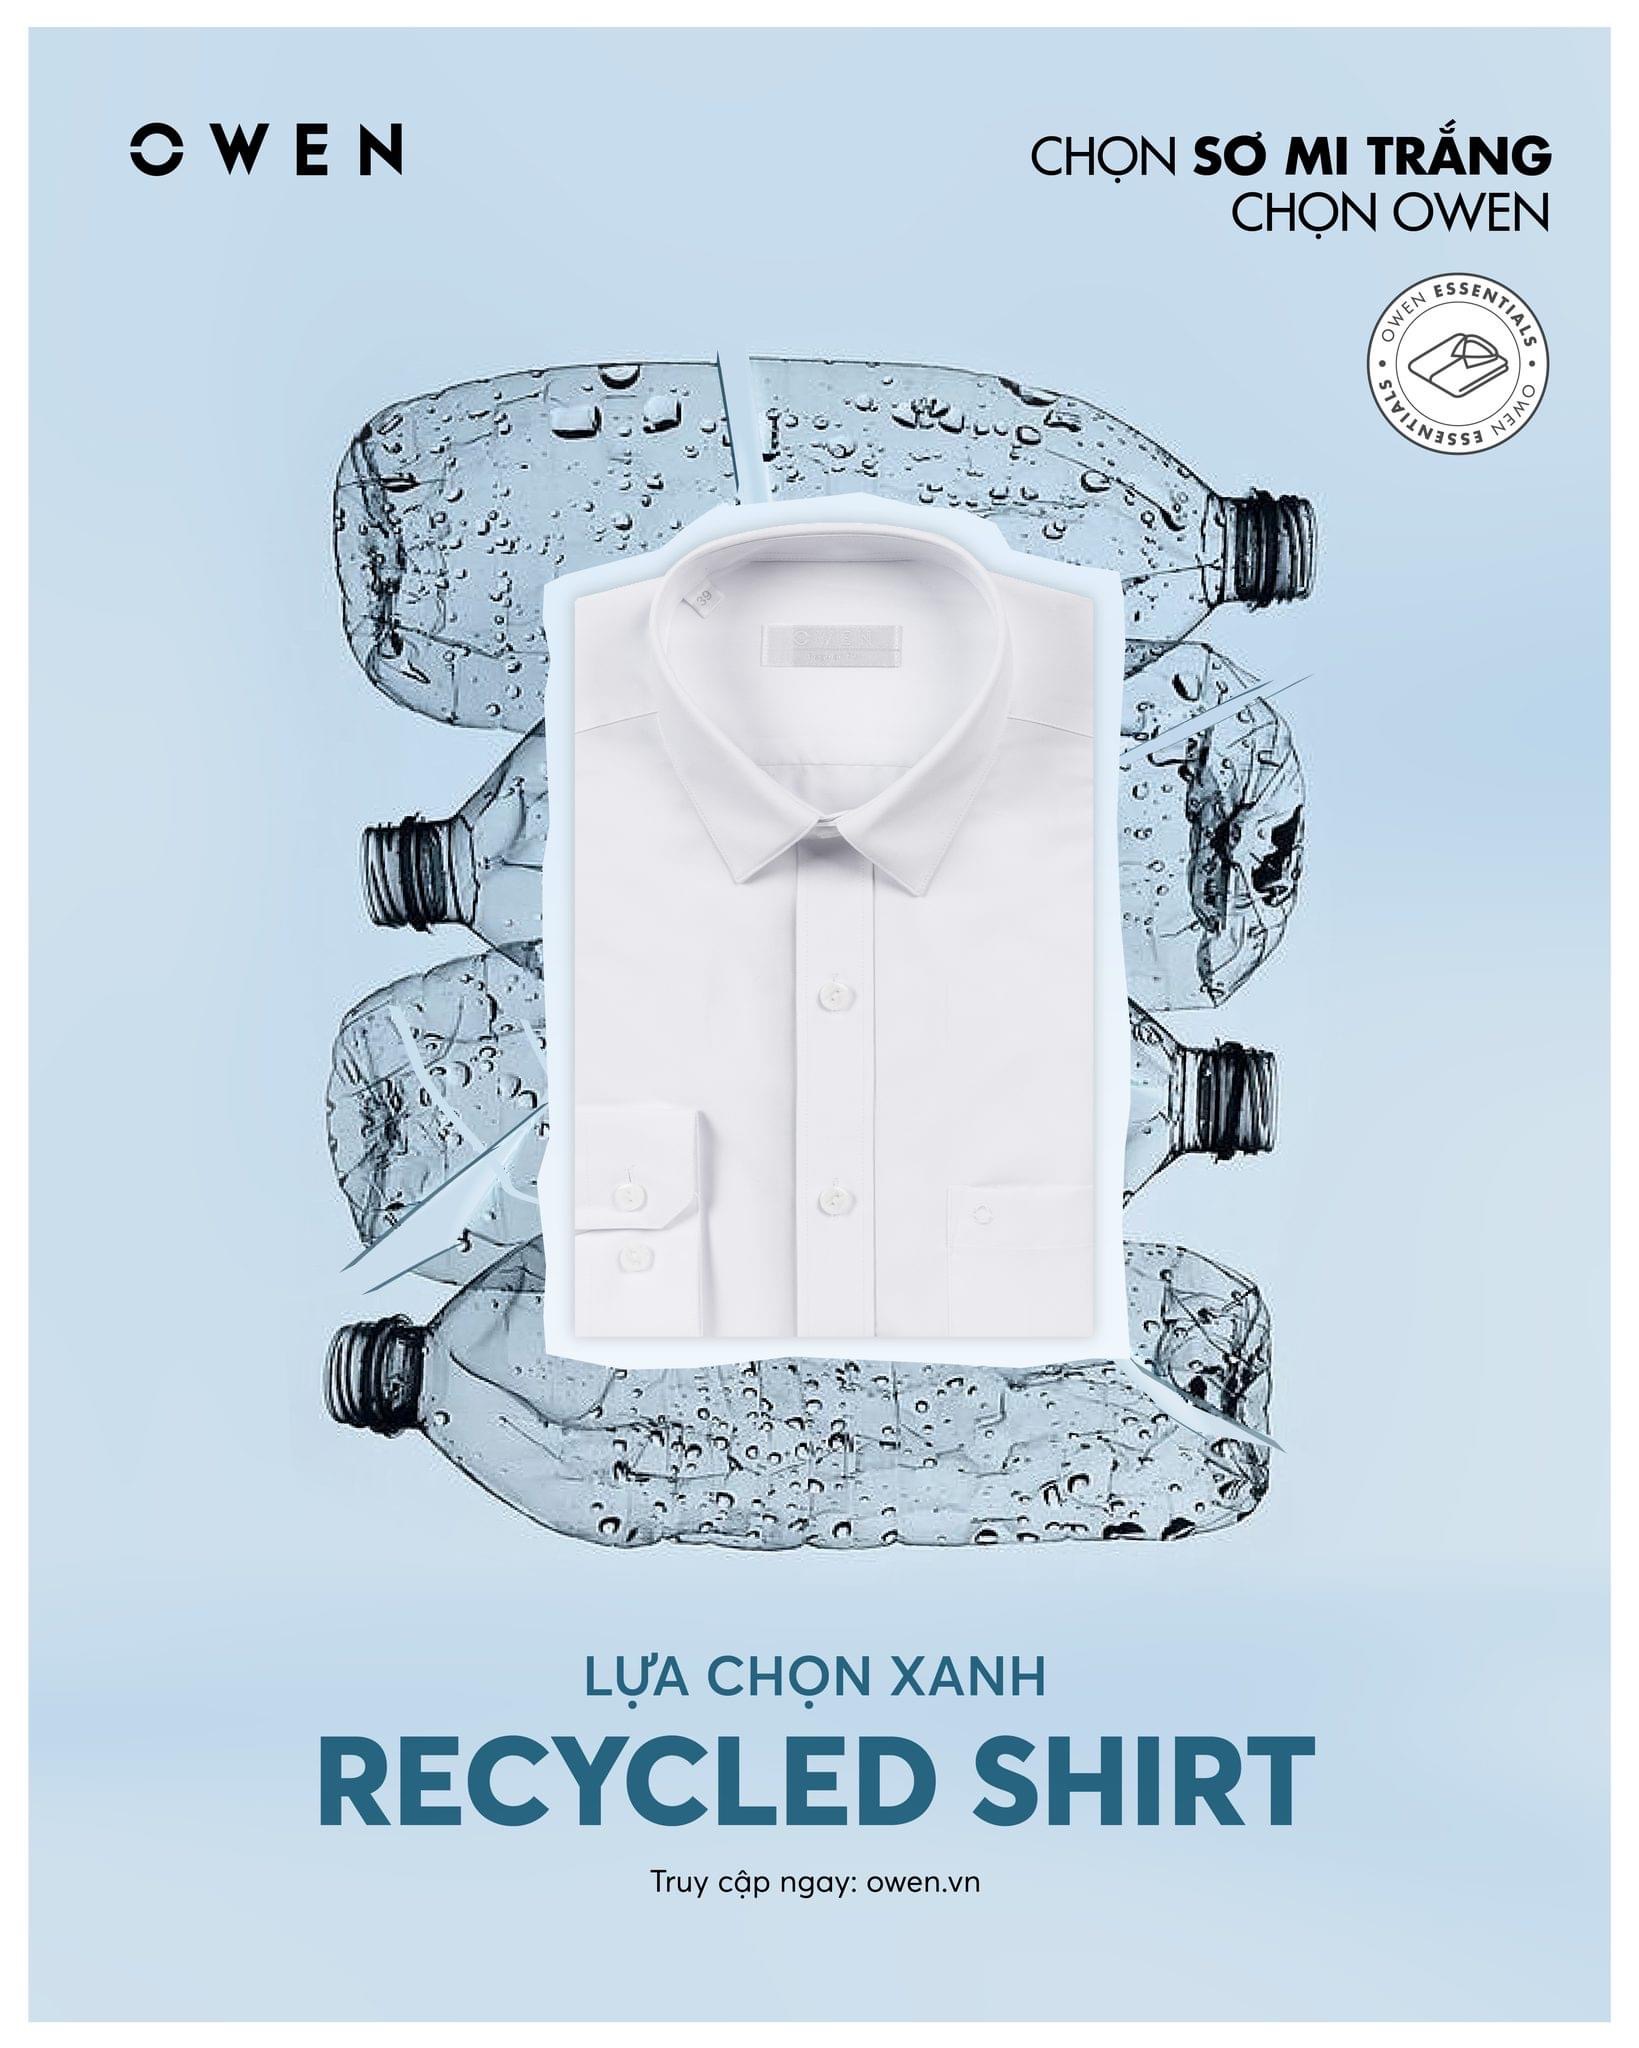 OWEN
CHỌN SƠ MI TRẮNG
CHỌN OWEN
OWEN ESSENTIALS • OWEN ESSENTIALS •
39
OWEN
LỰA CHỌN XANH
RECYCLED SHIRT
Truy cập ngay: owen.vn